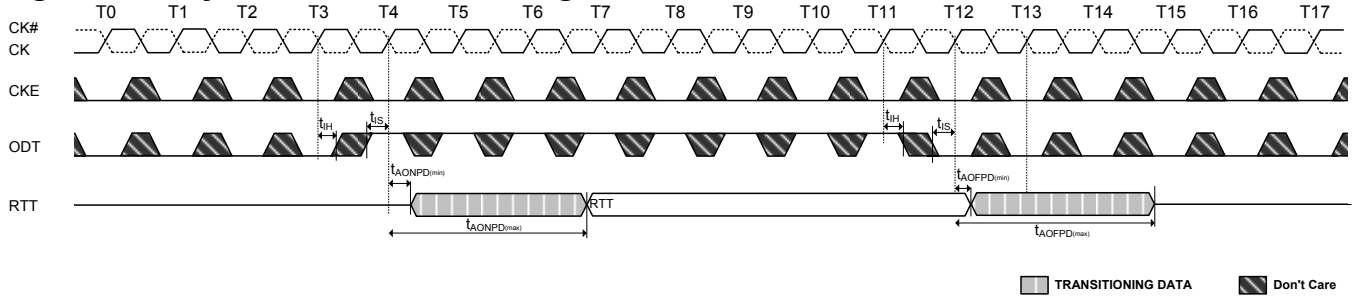 T0 T1 T2 T3 T4 T5 T6 T7 T8 T9 T10 T11 T12 T13 T14 T15 T16 T17
CK#
CK
CKE
tIH tIS tIH tIS
ODT
tAONPD(min) tAOFPD(min)
RTT RTT
tAONPD(max) tAOFPD(max)
TRANSITIONING DATA Don't Care